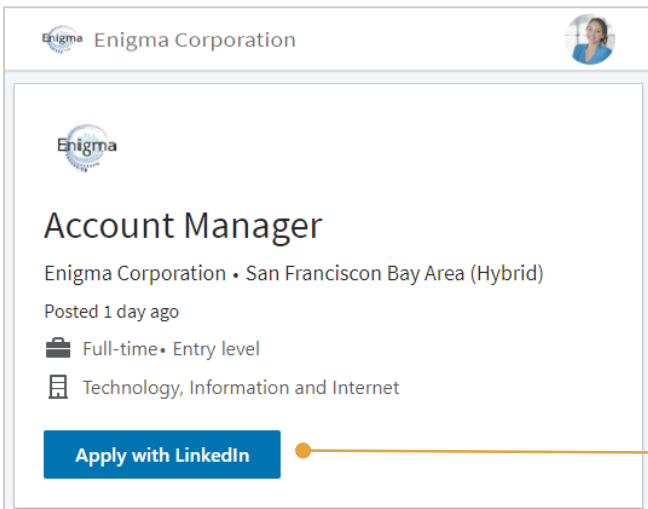 Enigma Enigma Corporation
Enigma
Account Manager
Enigma Corporation • San Franciscon Bay Area (Hybrid)
Posted 1 day ago
Full-time• Entry level
Technology, Information and Internet
Apply with LinkedIn